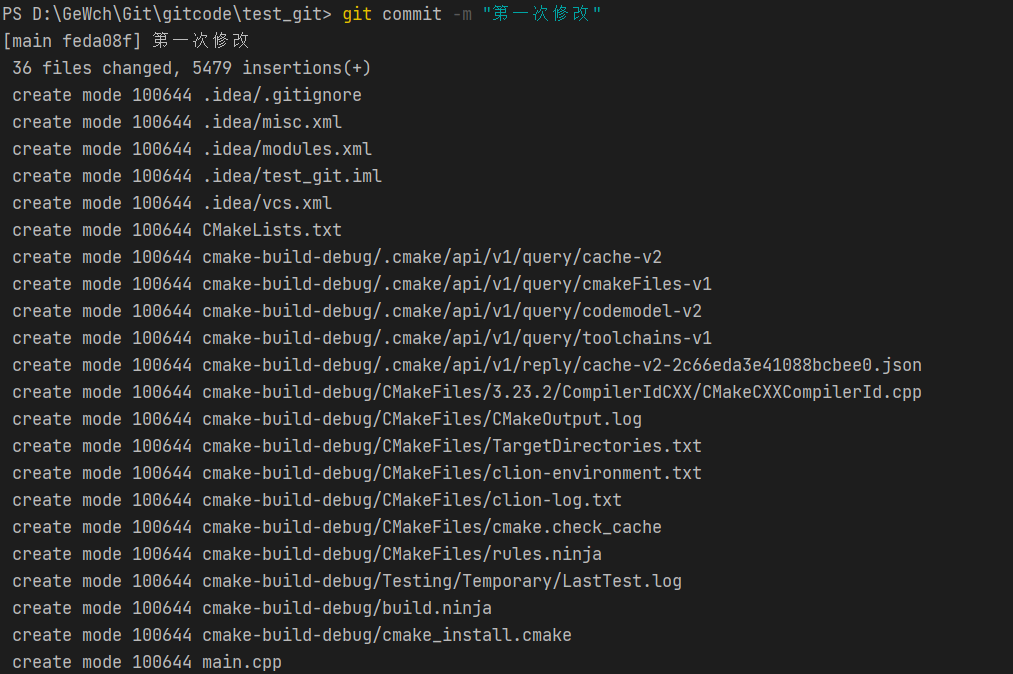 PS D:\GeWch\Git\gitcode\test_git> git commit -m "第一次修改"
[main feda08f] 第一次修改
 36 files changed, 5479 insertions(+)
 create mode 100644 .idea/.gitignore
 create mode 100644 .idea/misc.xml
 create mode 100644 .idea/modules.xml
 create mode 100644 .idea/test_git.iml
 create mode 100644 .idea/vcs.xml
 create mode 100644 CMakeLists.txt
 create mode 100644 cmake-build-debug/.cmake/api/v1/query/cache-v2
 create mode 100644 cmake-build-debug/.cmake/api/v1/query/cmakeFiles-v1
 create mode 100644 cmake-build-debug/.cmake/api/v1/query/codemodel-v2
 create mode 100644 cmake-build-debug/.cmake/api/v1/query/toolchains-v1
 create mode 100644 cmake-build-debug/.cmake/api/v1/reply/cache-v2-2c66eda3e41088bcbee0.json
 create mode 100644 cmake-build-debug/CMakeFiles/3.23.2/CompilerIdCXX/CMakeCXXCompilerId.cpp
 create mode 100644 cmake-build-debug/CMakeFiles/CMakeOutput.log
 create mode 100644 cmake-build-debug/CMakeFiles/TargetDirectories.txt
 create mode 100644 cmake-build-debug/CMakeFiles/clion-environment.txt
 create mode 100644 cmake-build-debug/CMakeFiles/clion-log.txt
 create mode 100644 cmake-build-debug/CMakeFiles/cmake.check_cache
 create mode 100644 cmake-build-debug/CMakeFiles/rules.ninja
 create mode 100644 cmake-build-debug/Testing/Temporary/LastTest.log
 create mode 100644 cmake-build-debug/build.ninja
 create mode 100644 cmake-build-debug/cmake_install.cmake
 create mode 100644 main.cpp